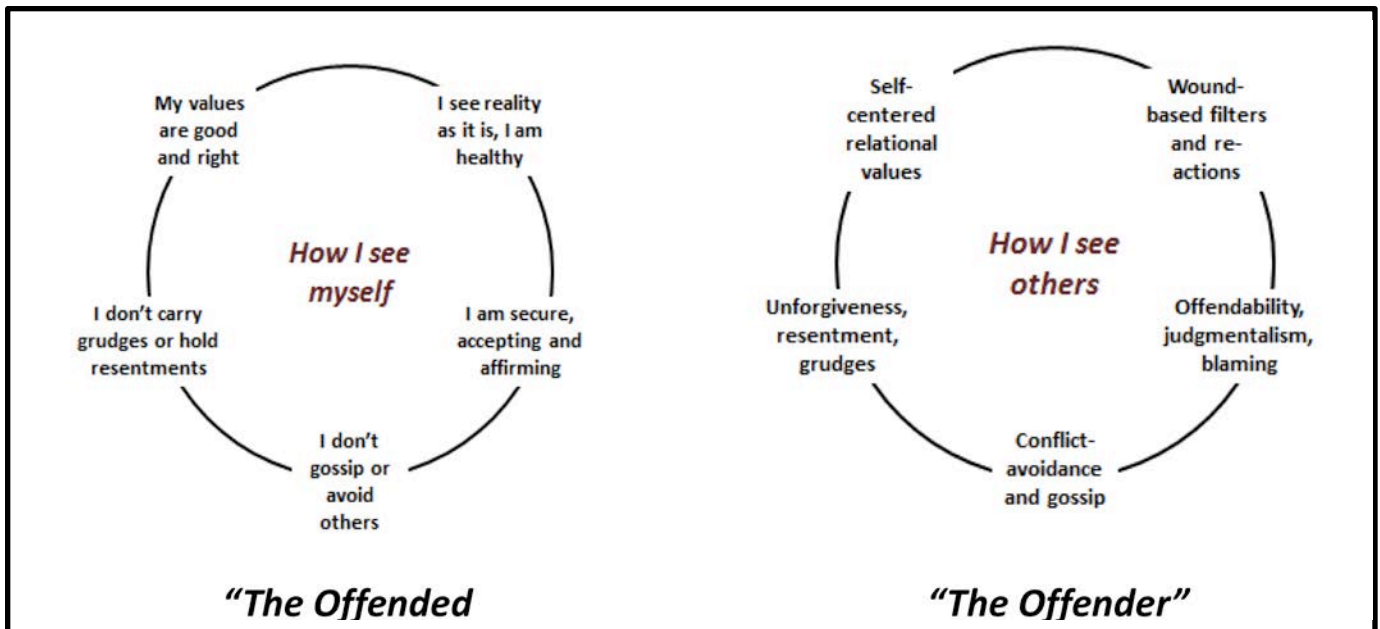 My values
are good
and right
I see reality
as it is, I am
healthy
How I see
myself
I don't carry
grudges or hold
resentments
I am secure,
accepting and
affirming
I don't
gossip or
avoid
others
"The Offended
Self-
centered
relational
values
Wound-
based filters
and re-
actions
How I see
others
Unforgiveness,
resentment,
grudges
Offendability,
judgmentalism,
blaming
Conflict-
avoidance
and gossip
"The Offender"